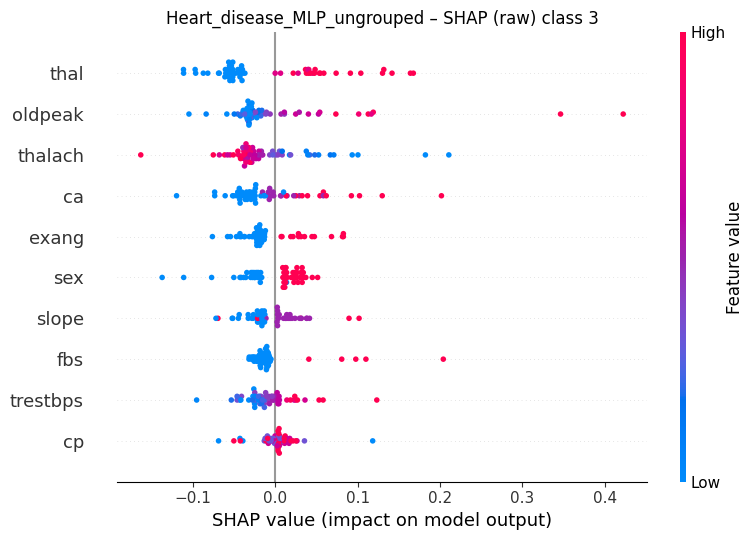 Heart_disease_MLP_ungrouped – SHAP (raw) class 3
High
thal
oldpeak
thalach
ca
exang
sex
slope
fbs
trestbps
cp
Feature value
Low
−0.1 0.0 0.1 0.2 0.3 0.4
SHAP value (impact on model output)